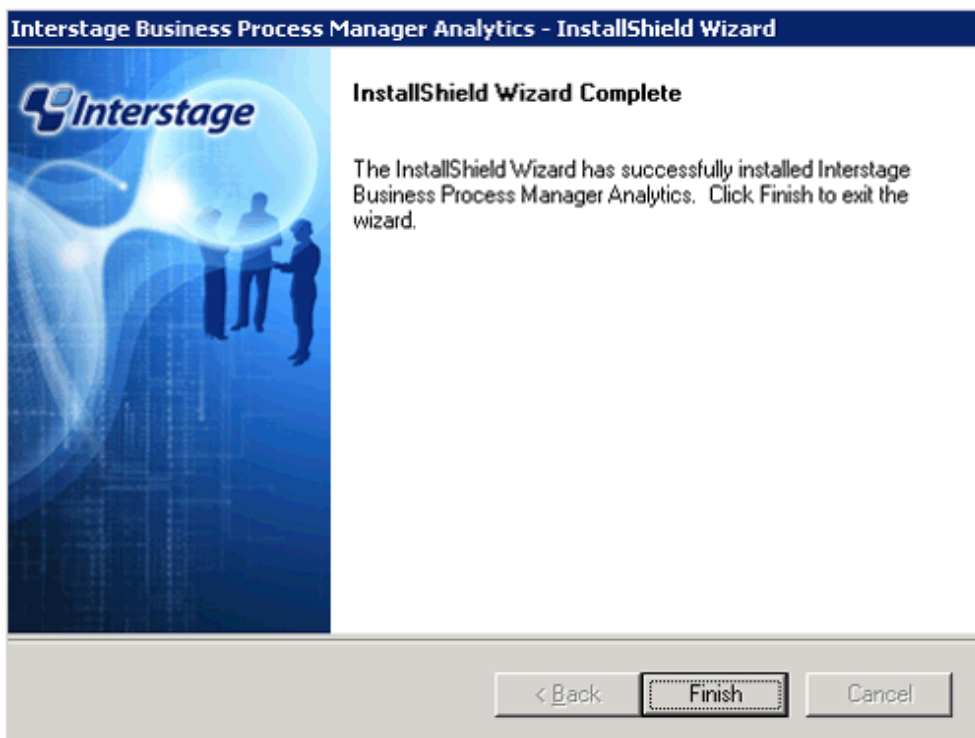 Interstage Business Process Manager Analytics - InstallShield Wizard
Interstage
InstallShield Wizard Complete
The InstallShield Wizard has successfully installed Interstage
Business Process Manager Analytics. Click Finish to exit the
wizard.
< Back
Finish
Cancel